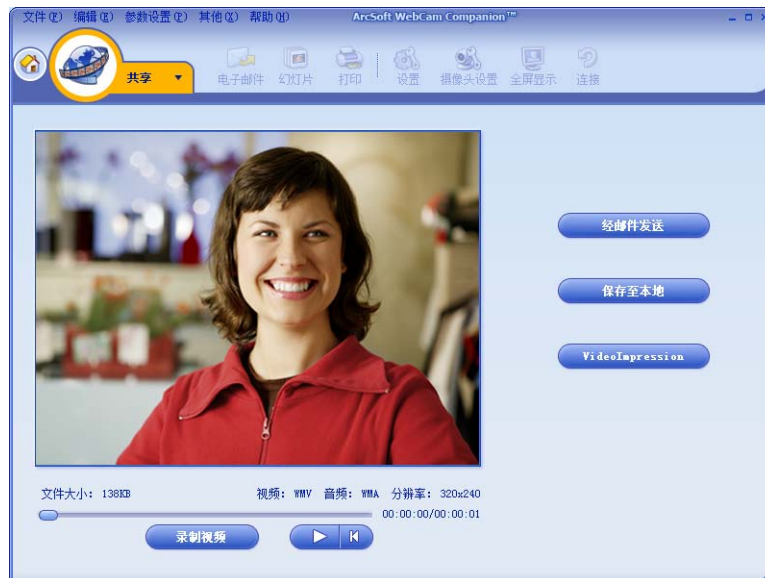 文件(F) 编辑(E) 参数设置(P) 其他(X) 帮助(H) ArcSoft WebCam Companion™
共享 电子邮件 幻灯片 打印 设置 摄像头设置 全屏显示 连接
经邮件发送
保存至本地
VideoImpression
文件大小: 138KB 视频: WMV 音频: WMA 分辨率: 320x240
00:00:00/00:00:01
录制视频